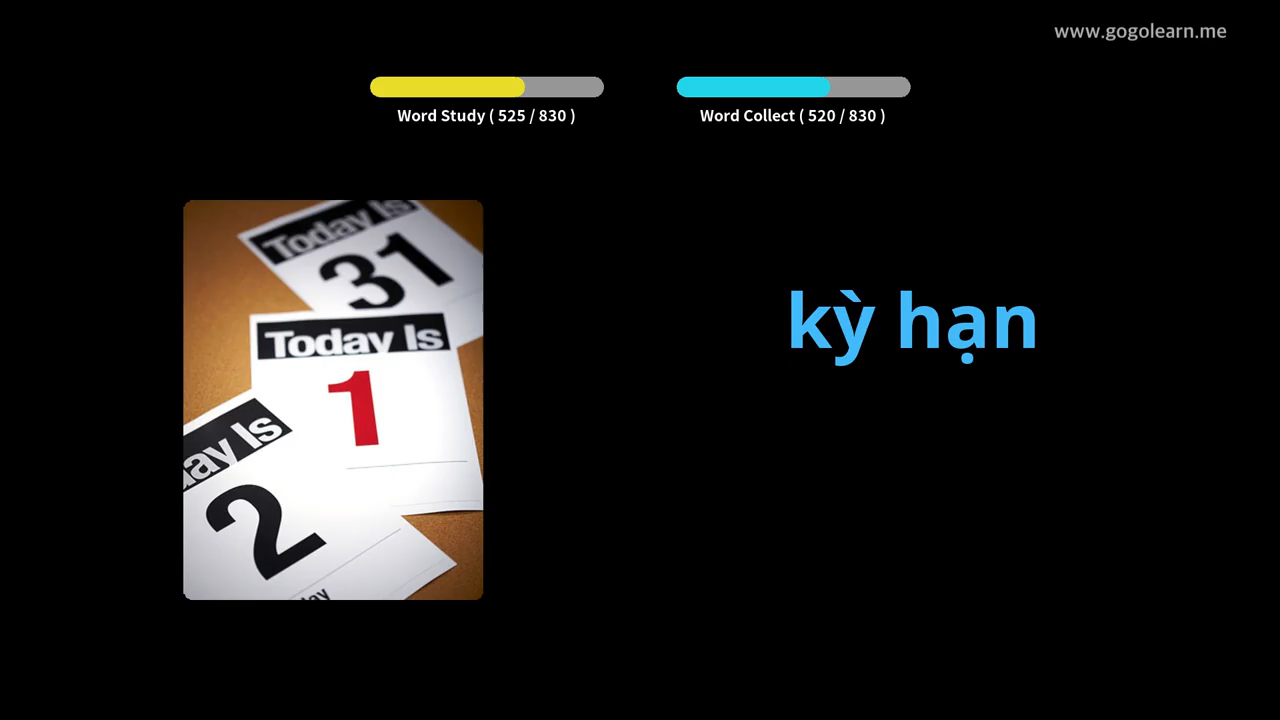 www.gogolearn.me
Word Study ( 525 / 830 )
Word Collect ( 520 / 830 )
Today Is
31
Today Is
1
ay Is
2
kỳ hạn